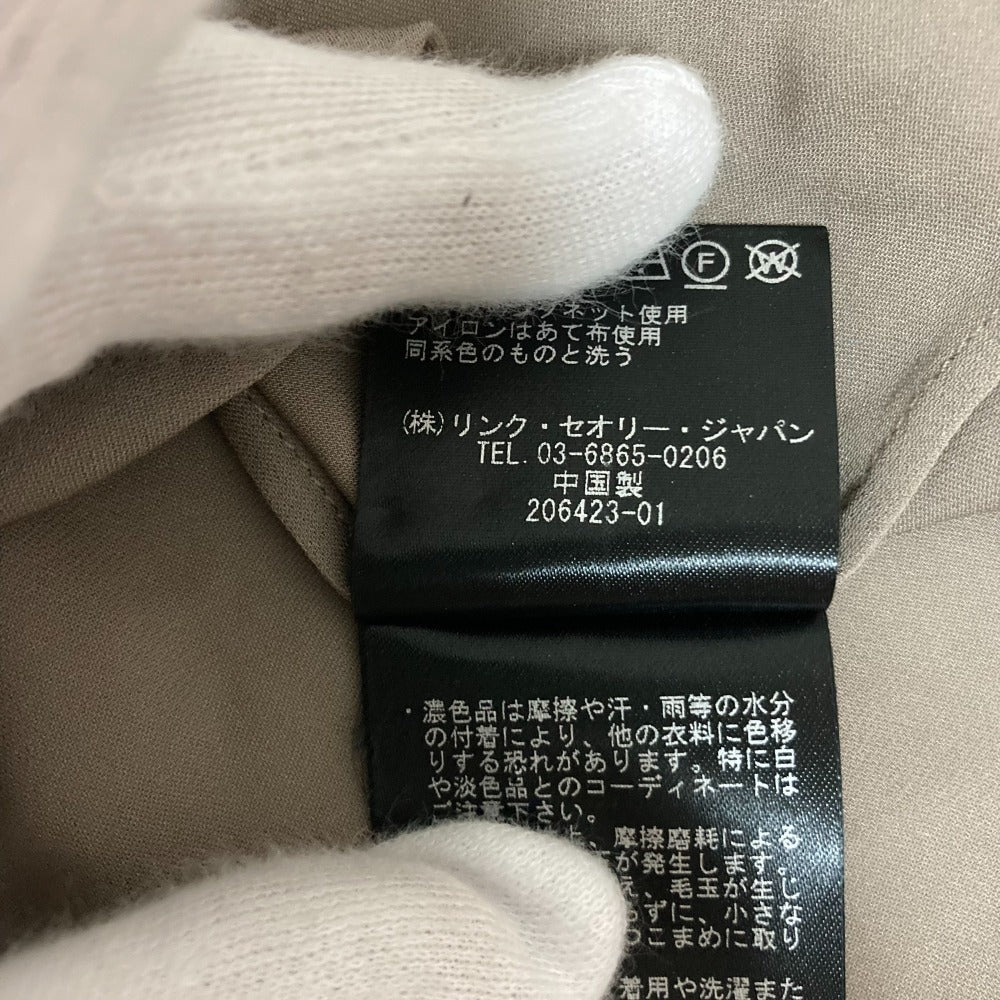 F W
ネット使用
アイロンはあて布使用
同系色のものと洗う
(株)リンク・セオリー・ジャパン
TEL. 03-6865-0206
中国製
206423-01
・濃色品は摩擦や汗・雨等の水分
の付着により、他の衣料に色移
りする恐れがあります。特に白
や淡色品とのコーディネートは
ご注意下さい。
摩擦磨耗による
が発生します。
毛玉が生じ
らずに、小さな
つこまめに取り
着用や洗濯また